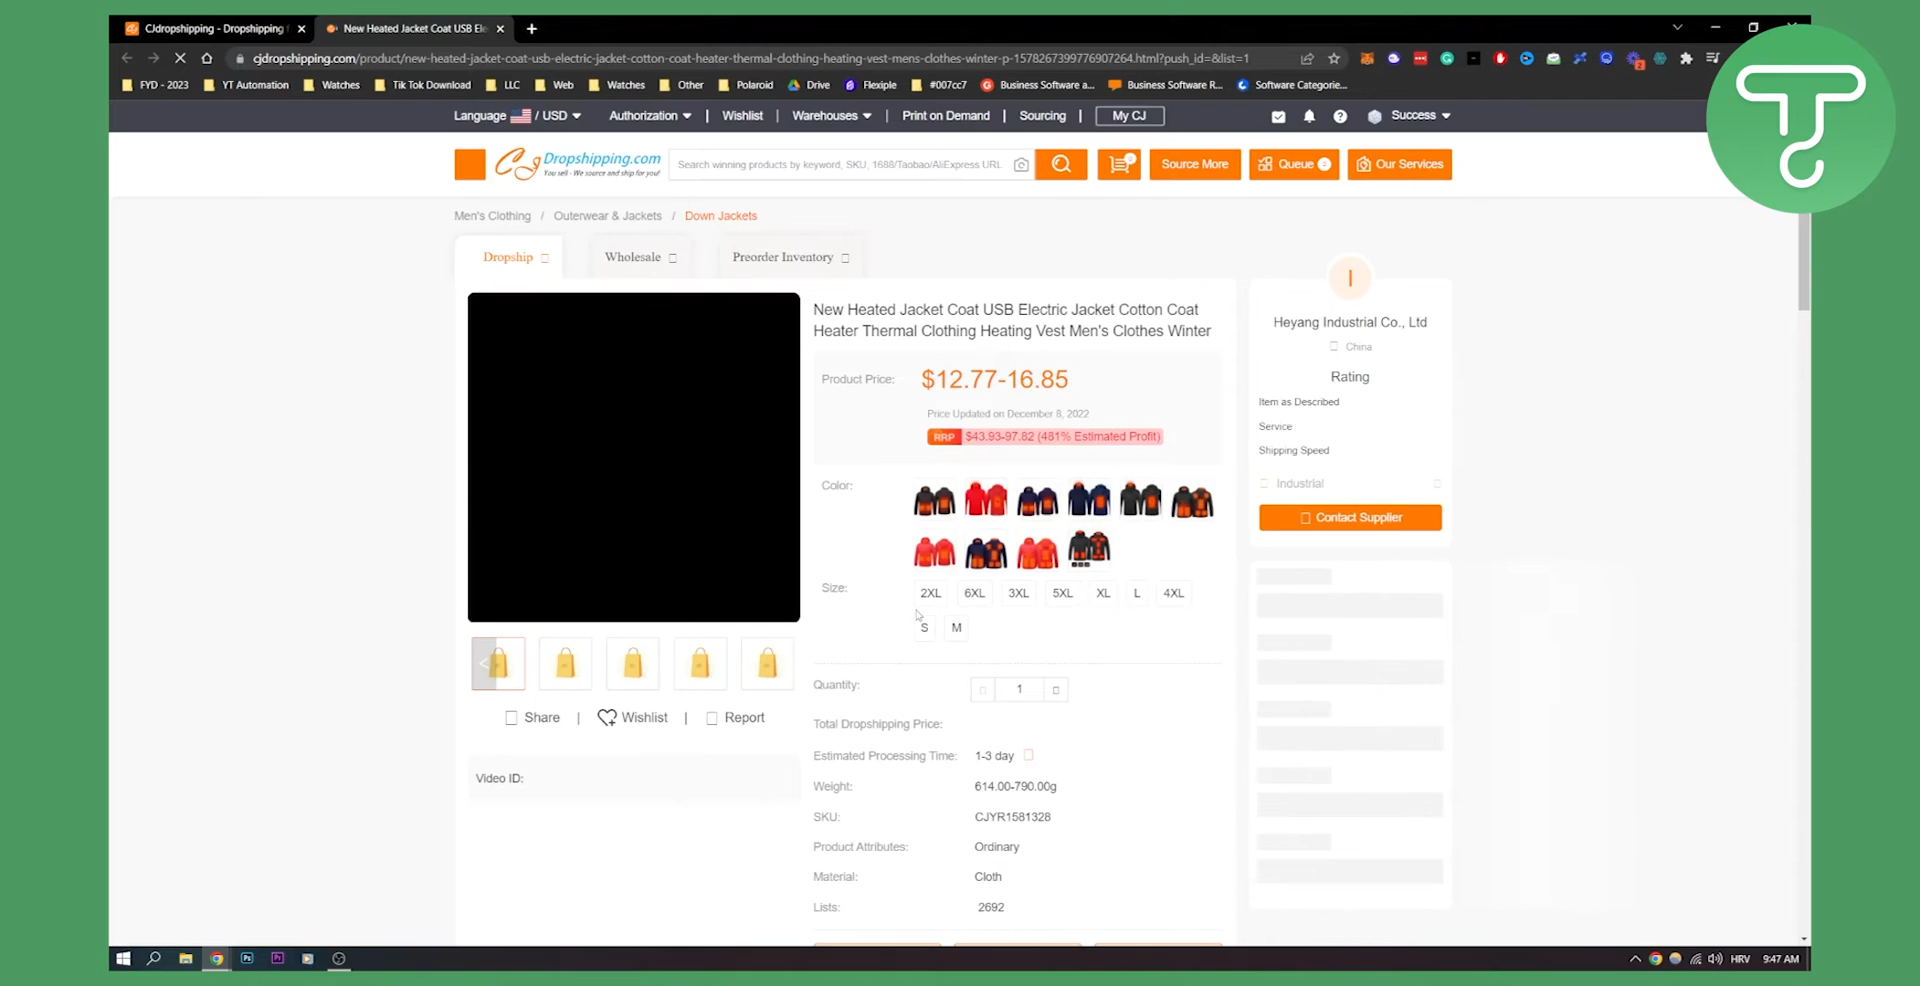 CJdropshipping - Dropshipping
New Heated Jacket Coat USB Ele
cjdropshipping.com/product/new-heated-jacket-coat-usb-electric-jacket-cotton-coat-heater-thermal-clothing-heating-vest-mens-clothes-winter-p-1578267399776907264.html?push_id=&list=1
FYD - 2023 YT Automation Watches Tik Tok Download LLC Web Watches Other Polaroid Drive Flexiple #007cc7 Business Software a... Business Software R... Software Categorie...
Language / USD Authorization | Wishlist Warehouses | Print on Demand | Sourcing | My CJ Success
CJ Dropshipping.com
You sell - We source and ship for you!
Search winning products by keyword, SKU, 1688/Taobao/AliExpress URL
Source More Queue Our Services
Men's Clothing / Outerwear & Jackets / Down Jackets
Dropship Wholesale Preorder Inventory
New Heated Jacket Coat USB Electric Jacket Cotton Coat
Heater Thermal Clothing Heating Vest Men's Clothes Winter
Product Price: $12.77-16.85
Price Updated on December 8, 2022
RRP $43.93-97.82 (481% Estimated Profit)
Color:
Size: 2XL 6XL 3XL 5XL XL L 4XL
S M
Quantity: 1
Total Dropshipping Price:
Estimated Processing Time: 1-3 day
Weight: 614.00-790.00g
SKU: CJYR1581328
Product Attributes: Ordinary
Material: Cloth
Lists: 2692
Share | Wishlist | Report
Video ID:
I
Heyang Industrial Co., Ltd
China
Rating
Item as Described
Service
Shipping Speed
Industrial
Contact Supplier
HRV 9:47 AM